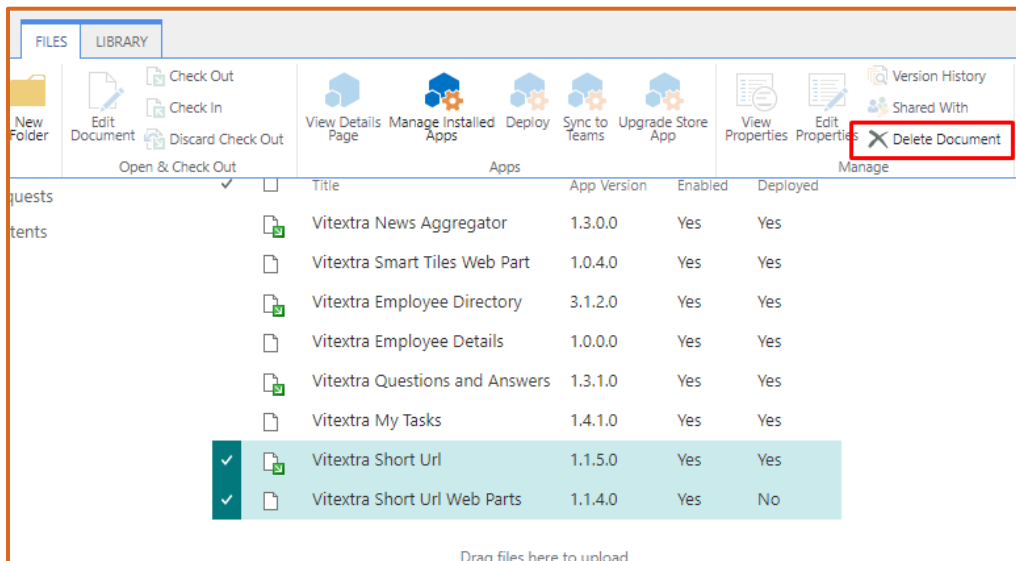 FILES LIBRARY
New Folder
Edit Document
Check Out
Check In
Discard Check Out
Open & Check Out
View Details Page
Manage Installed Apps
Deploy
Sync to Teams
Upgrade Store App
Apps
View Properties
Edit Properties
Version History
Shared With
Delete Document
Manage
quests
tents
Title App Version Enabled Deployed
Vitextra News Aggregator 1.3.0.0 Yes Yes
Vitextra Smart Tiles Web Part 1.0.4.0 Yes Yes
Vitextra Employee Directory 3.1.2.0 Yes Yes
Vitextra Employee Details 1.0.0.0 Yes Yes
Vitextra Questions and Answers 1.3.1.0 Yes Yes
Vitextra My Tasks 1.4.1.0 Yes Yes
Vitextra Short Url 1.1.5.0 Yes Yes
Vitextra Short Url Web Parts 1.1.4.0 Yes No
Drag files here to upload